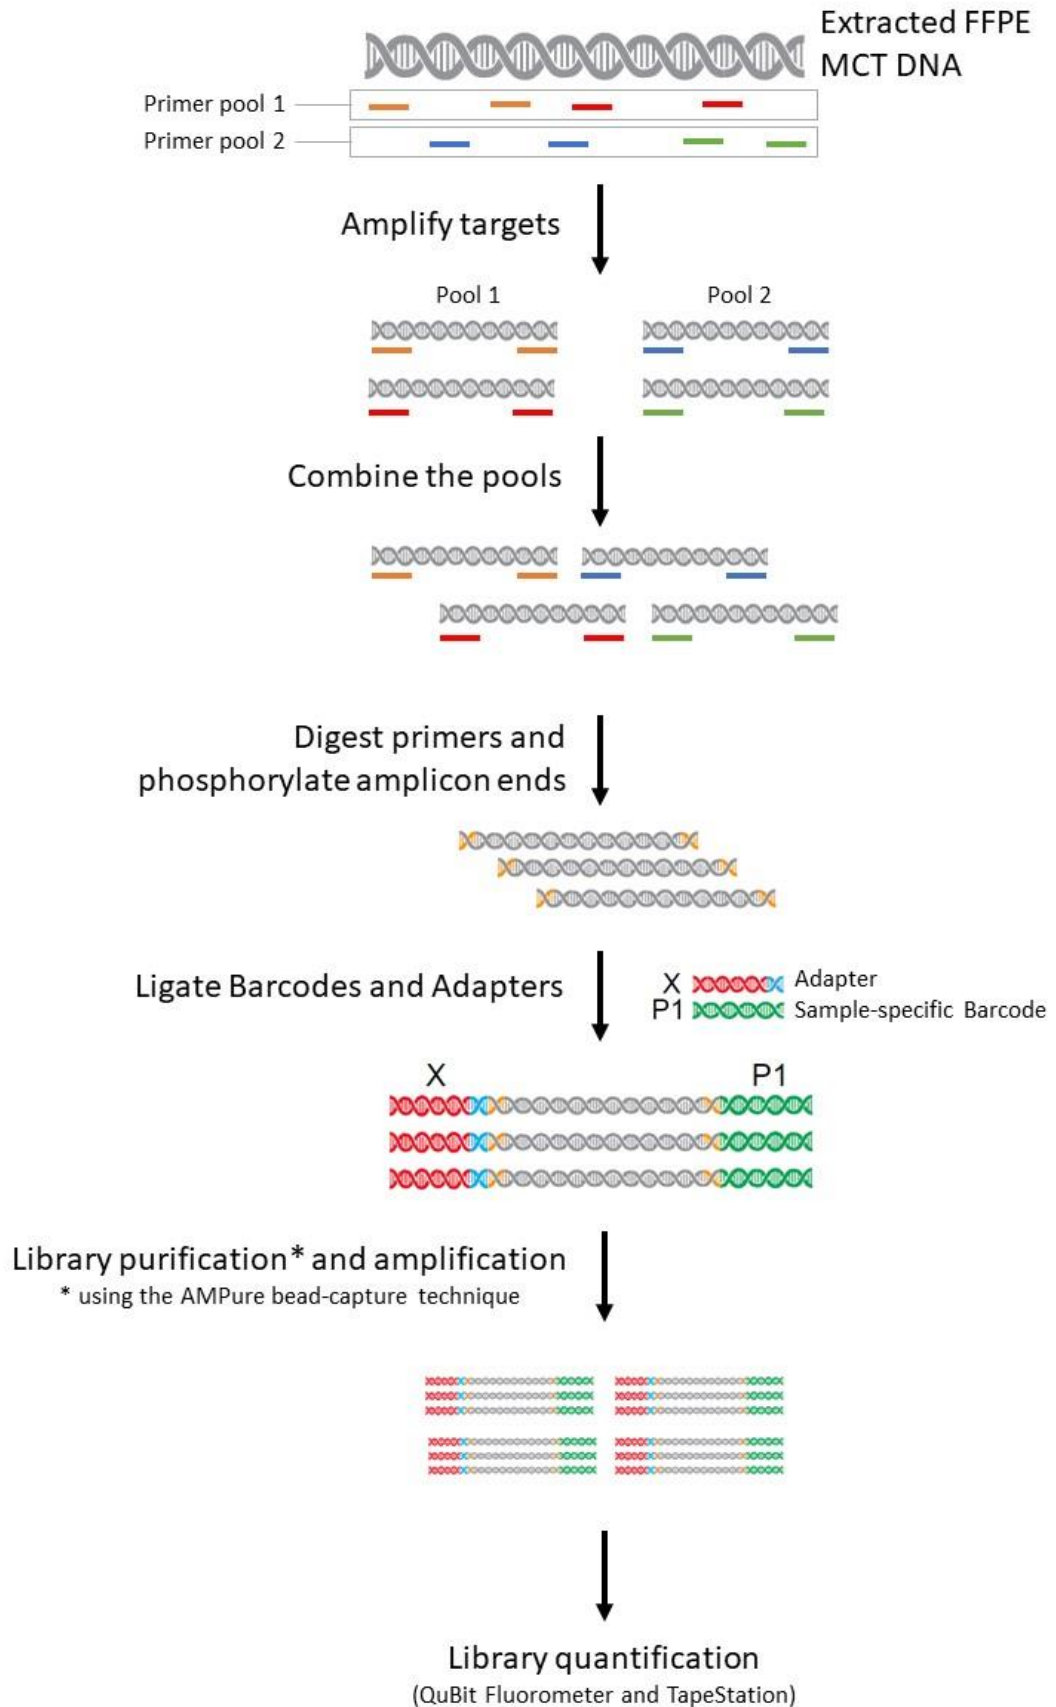 Extracted FFPE
MCT DNA
Primer pool 1
Primer pool 2
Amplify targets
Pool 1
Pool 2
Combine the pools
Digest primers and
phosphorylate amplicon ends
Ligate Barcodes and Adapters
X Adapter
P1 Sample-specific Barcode
X
P1
Library purification* and amplification
* using the AMPure bead-capture technique
Library quantification
(QuBit Fluorometer and TapeStation)